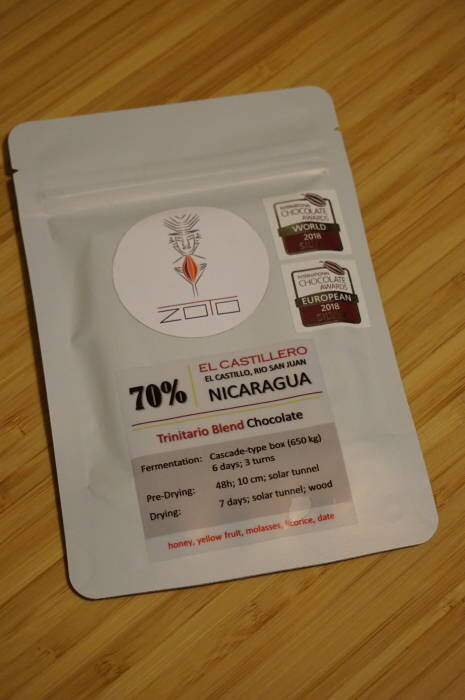 INTERNATIONAL
CHOCOLATE
AWARDS
WORLD
2018
INTERNATIONAL
CHOCOLATE
AWARDS
EUROPEAN
2018
ZOTO
70%
EL CASTILLERO
EL CASTILLO, RIO SAN JUAN
NICARAGUA
Trinitario Blend Chocolate
Fermentation: Cascade-type box (650 kg)
6 days; 3 turns
Pre-Drying: 48h; 10 cm; solar tunnel
Drying: 7 days; solar tunnel; wood
honey, yellow fruit, molasses, licorice, date